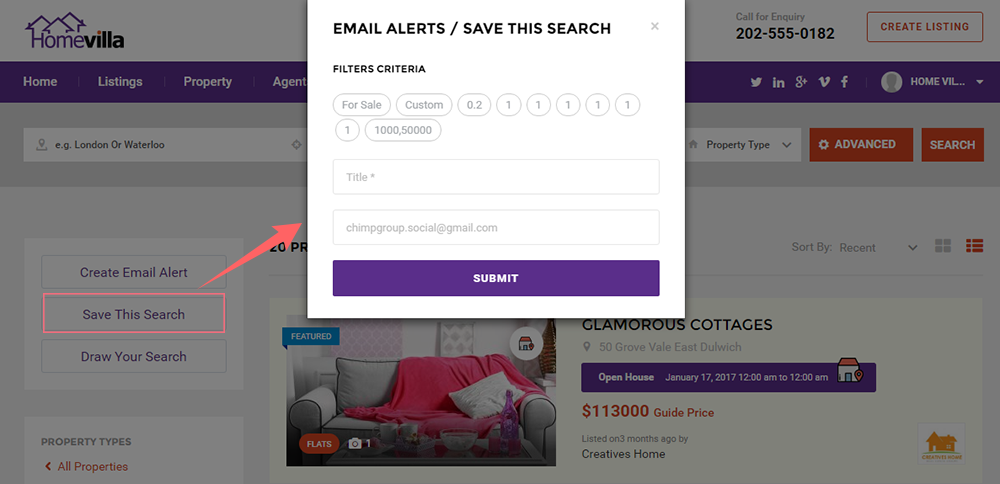 Homevilla
Call for Enquiry
202-555-0182
CREATE LISTING
Home
Listings
Property
Agent
HOME VIL...
EMAIL ALERTS / SAVE THIS SEARCH
×
FILTERS CRITERIA
For Sale
Custom
0.2
1
1
1
1
1
1
1000,50000
Title *
chimpgroup.social@gmail.com
SUBMIT
e.g. London Or Waterloo
Property Type
ADVANCED
SEARCH
Create Email Alert
Save This Search
Draw Your Search
PROPERTY TYPES
All Properties
20 PR
Sort By: Recent
FEATURED
FLATS
1
GLAMOROUS COTTAGES
50 Grove Vale East Dulwich
Open House January 17, 2017 12:00 am to 12:00 am
$113000 Guide Price
Listed on3 months ago by
Creatives Home
CREATIVES HOME